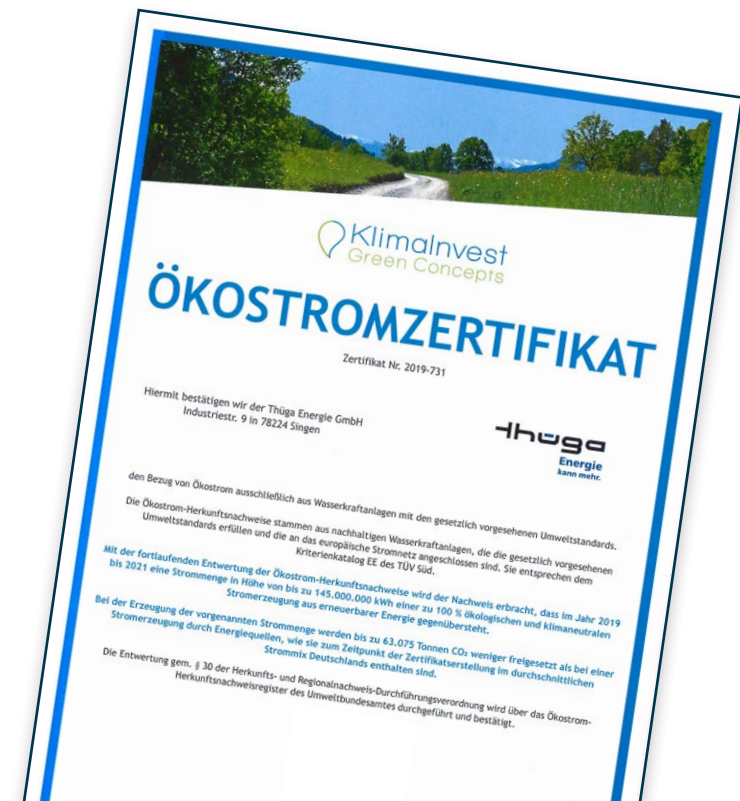 KlimaInvest
Green Concepts
ÖKOSTROMZERTIFIKAT
Zertifikat Nr. 2019-731
Hiermit bestätigen wir der Thüga Energie GmbH
Industriestr. 9 in 78224 Singen
thüga
Energie
kann mehr.
den Bezug von Ökostrom ausschließlich aus Wasserkraftanlagen mit den gesetzlich vorgesehenen Umweltstandards.
Die Ökostrom-Herkunftsnachweise stammen aus nachhaltigen Wasserkraftanlagen, die die gesetzlich vorgesehenen
Umweltstandards erfüllen und die an das europäische Stromnetz angeschlossen sind. Sie entsprechen dem
Kriterienkatalog EE des TÜV Süd.
Mit der fortlaufenden Entwertung der Ökostrom-Herkunftsnachweise wird der Nachweis erbracht, dass im Jahr 2019
bis 2021 eine Strommenge in Höhe von bis zu 145.000.000 kWh einer zu 100 % ökologischen und klimaneutralen
Stromerzeugung aus erneuerbarer Energie gegenübersteht.
Bei der Erzeugung der vorgenannten Strommenge werden bis zu 63.075 Tonnen CO₂ weniger freigesetzt als bei einer
Stromerzeugung durch Energiequellen, wie sie zum Zeitpunkt der Zertifikatserstellung im durchschnittlichen
Strommix Deutschlands enthalten sind.
Die Entwertung gem. § 30 der Herkunfts- und Regionalnachweis-Durchführungsverordnung wird über das Ökostrom-
Herkunftsnachweisregister des Umweltbundesamtes durchgeführt und bestätigt.